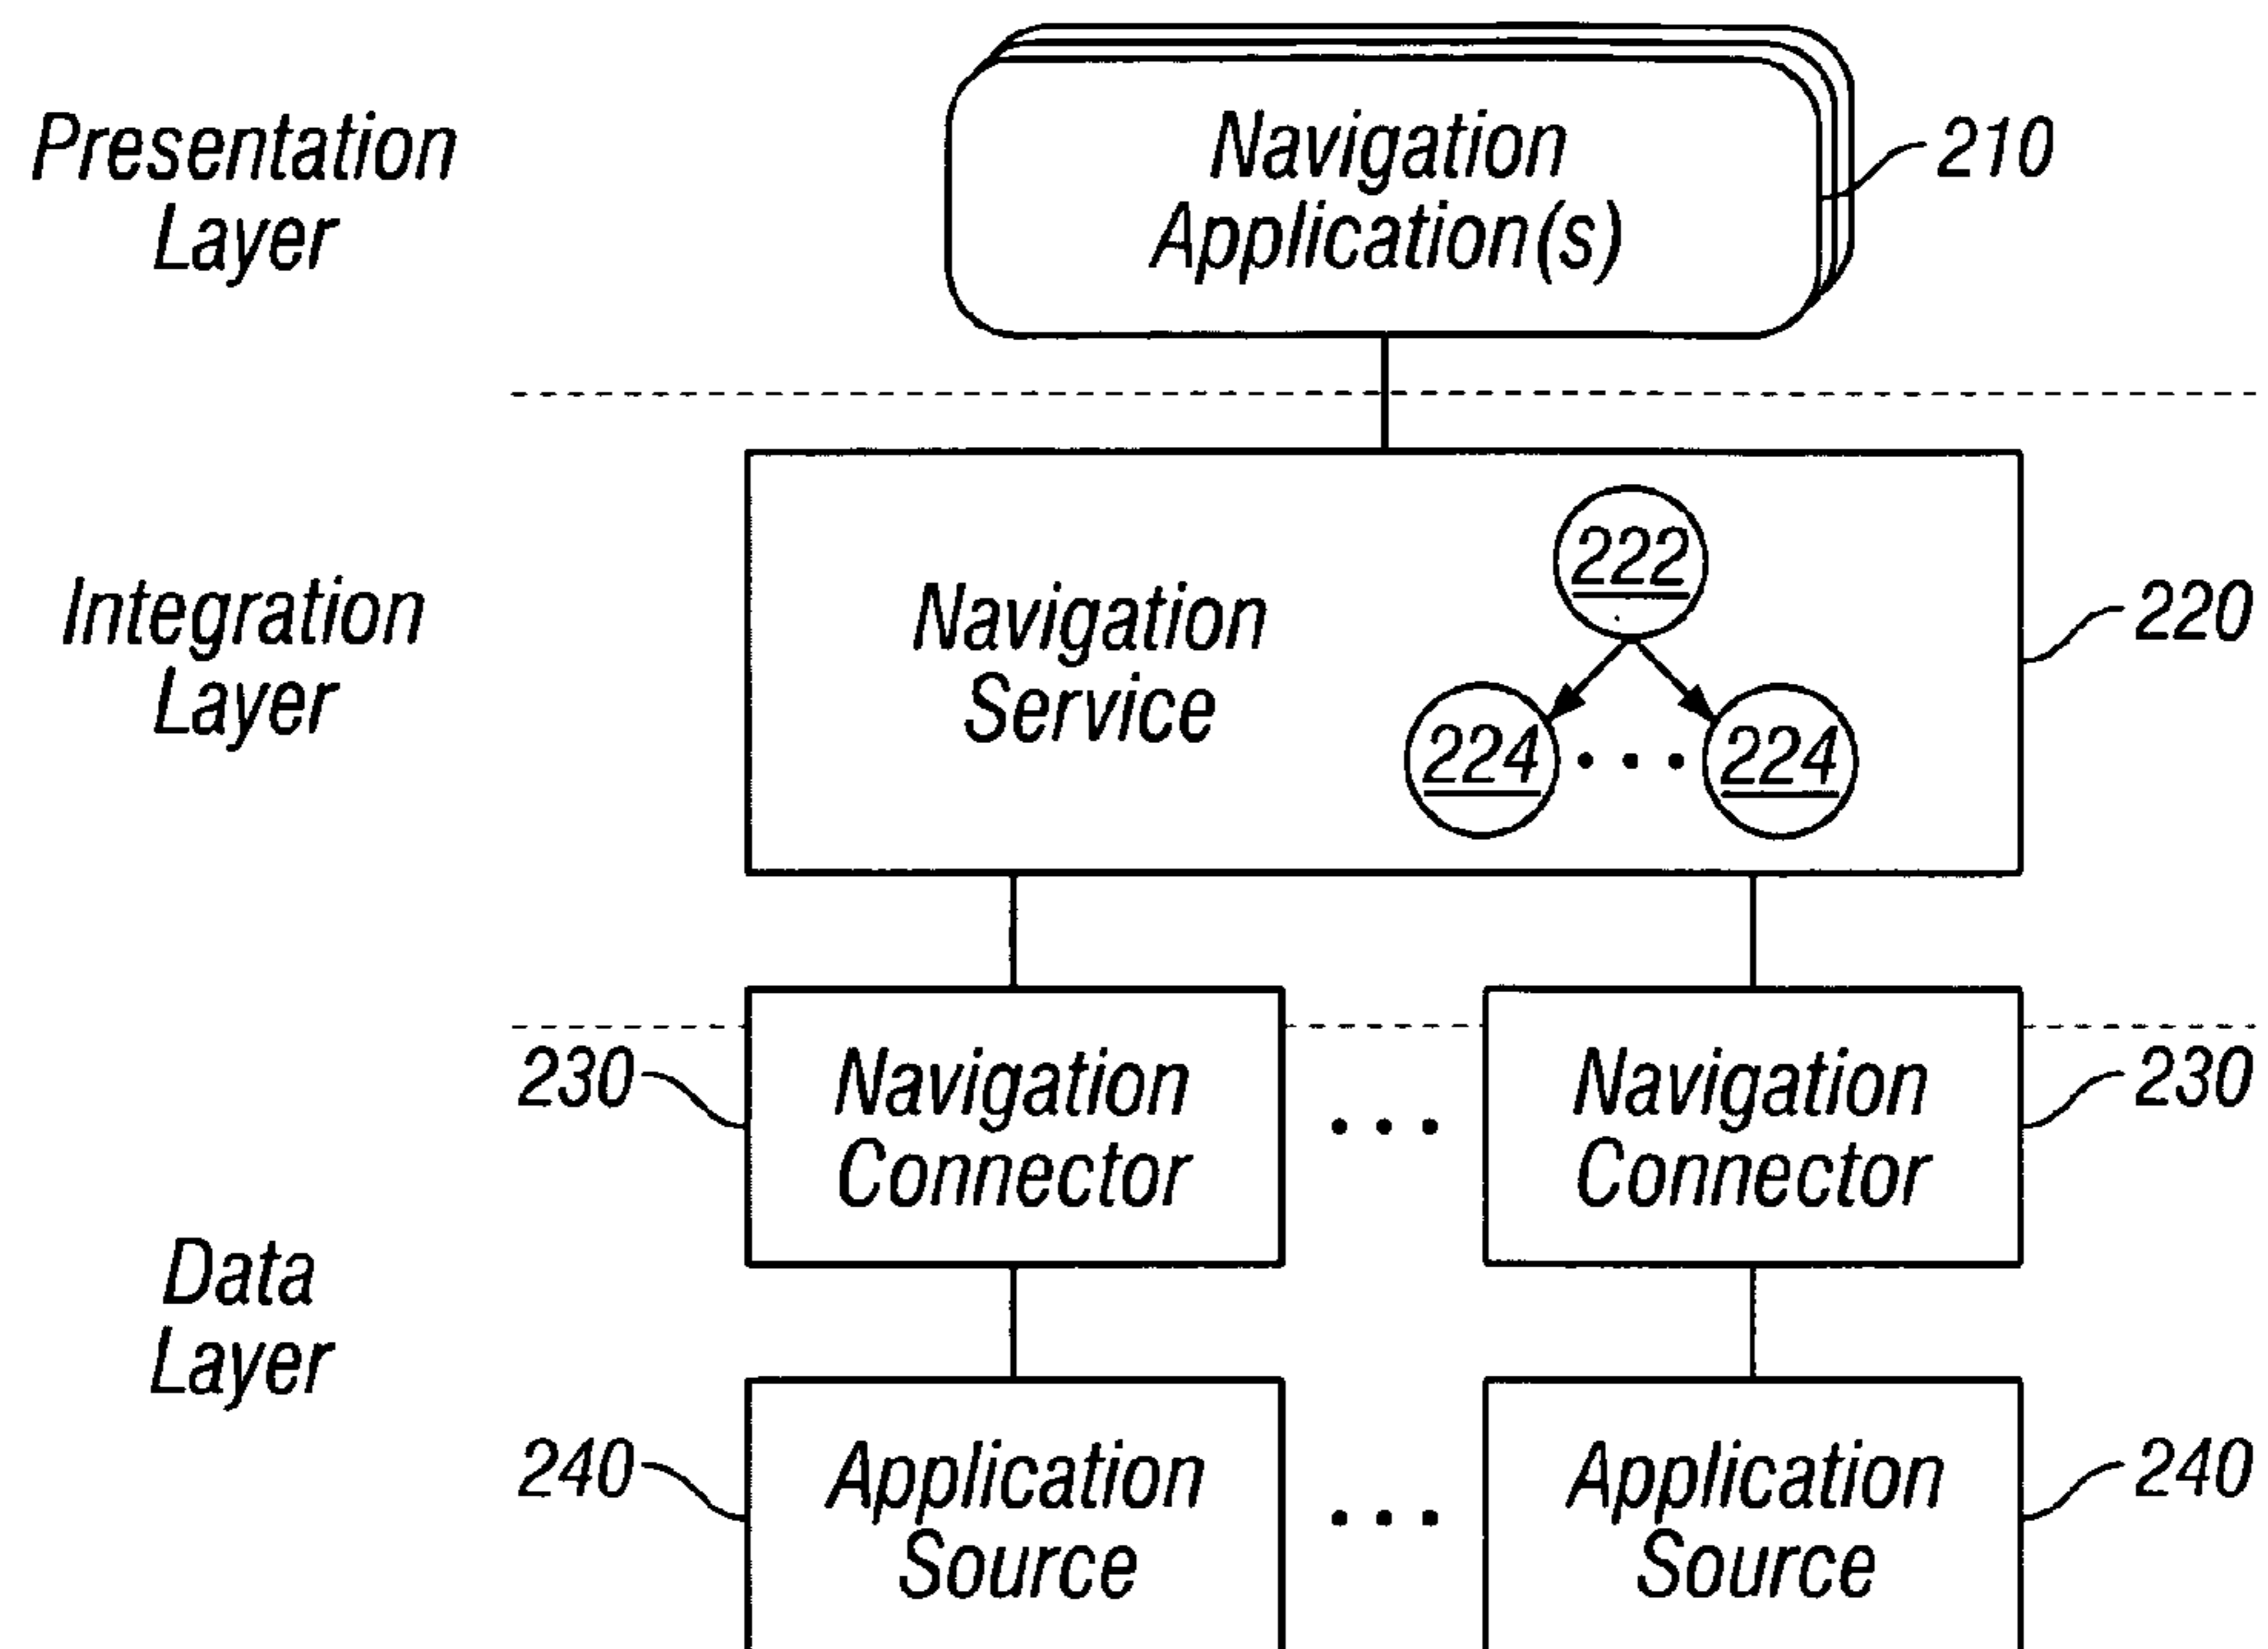 Presentation
Layer
Navigation
Application(s)
210
Integration
Layer
Navigation
Service
222
224
...
224
220
230
Navigation
Connector
...
Navigation
Connector
230
Data
Layer
240
Application
Source
...
Application
Source
240